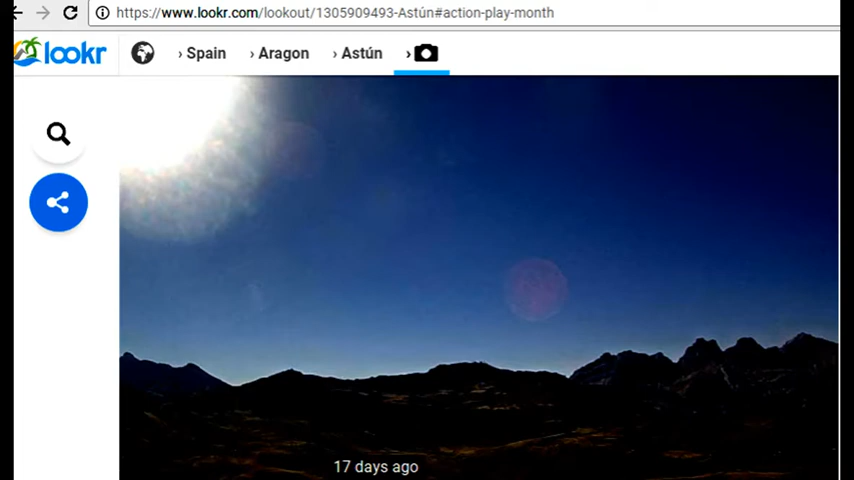 https://www.lookr.com/lookout/1305909493-Astún#action-play-month
lookr › Spain › Aragon › Astún ›
17 days ago